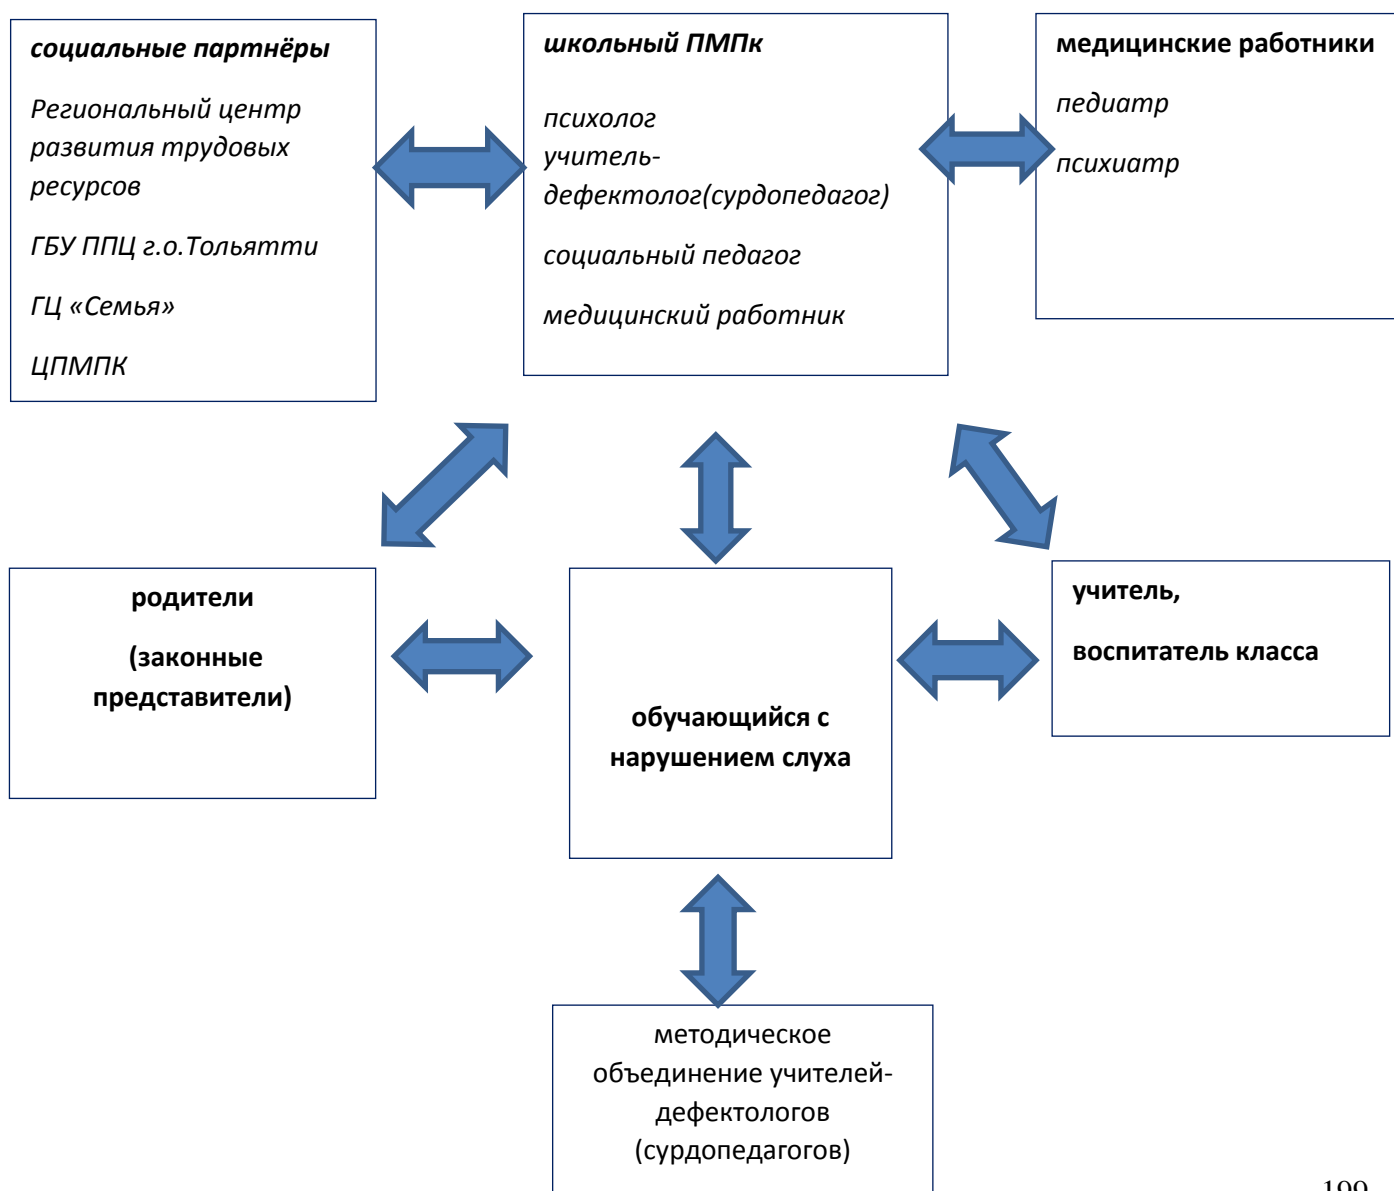 социальные партнёры
Региональный центр
развития трудовых
ресурсов
ГБУ ППЦ г.о.Тольятти
ГЦ «Семья»
ЦПМПК
школьный ПМПк
психолог
учитель-
дефектолог(сурдопедагог)
социальный педагог
медицинский работник
медицинские работники
педиатр
психиатр
родители
(законные
представители)
обучающийся с
нарушением слуха
учитель,
воспитатель класса
методическое
объединение учителей-
дефектологов
(сурдопедагогов)
199